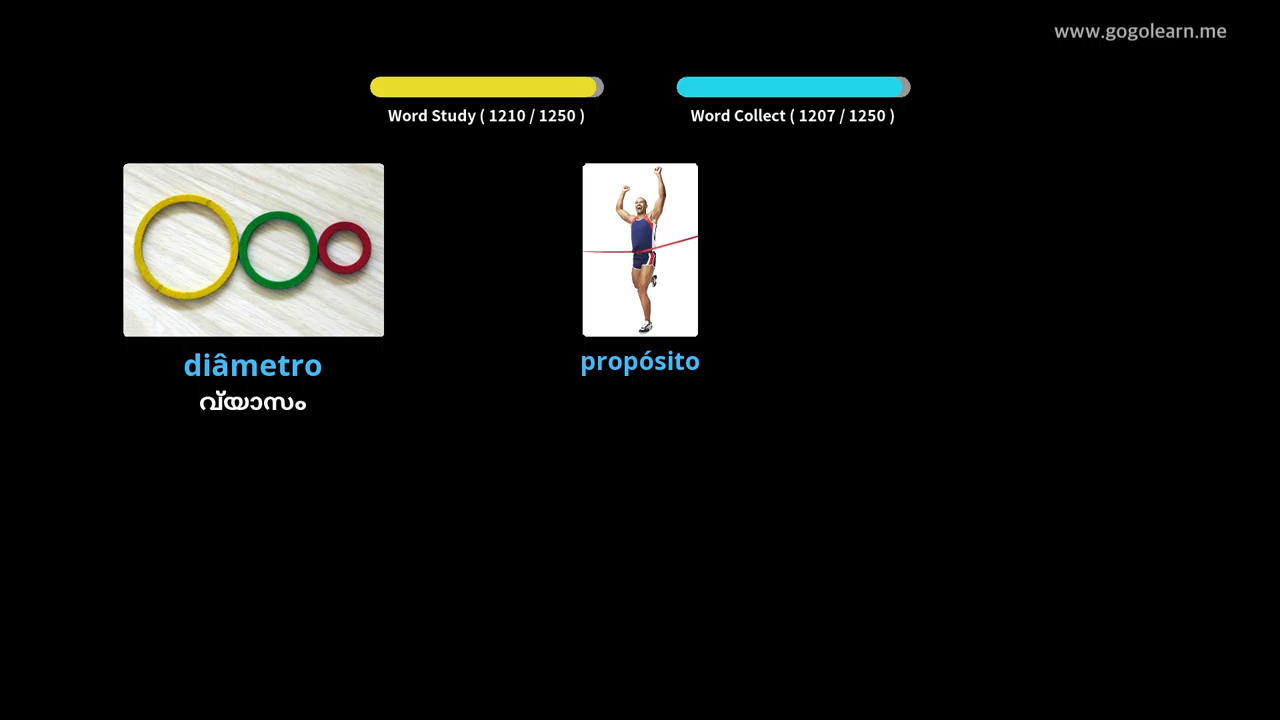 www.gogolearn.me
Word Study ( 1210 / 1250 )
Word Collect ( 1207 / 1250 )
diâmetro
വ്യാസം
propósito